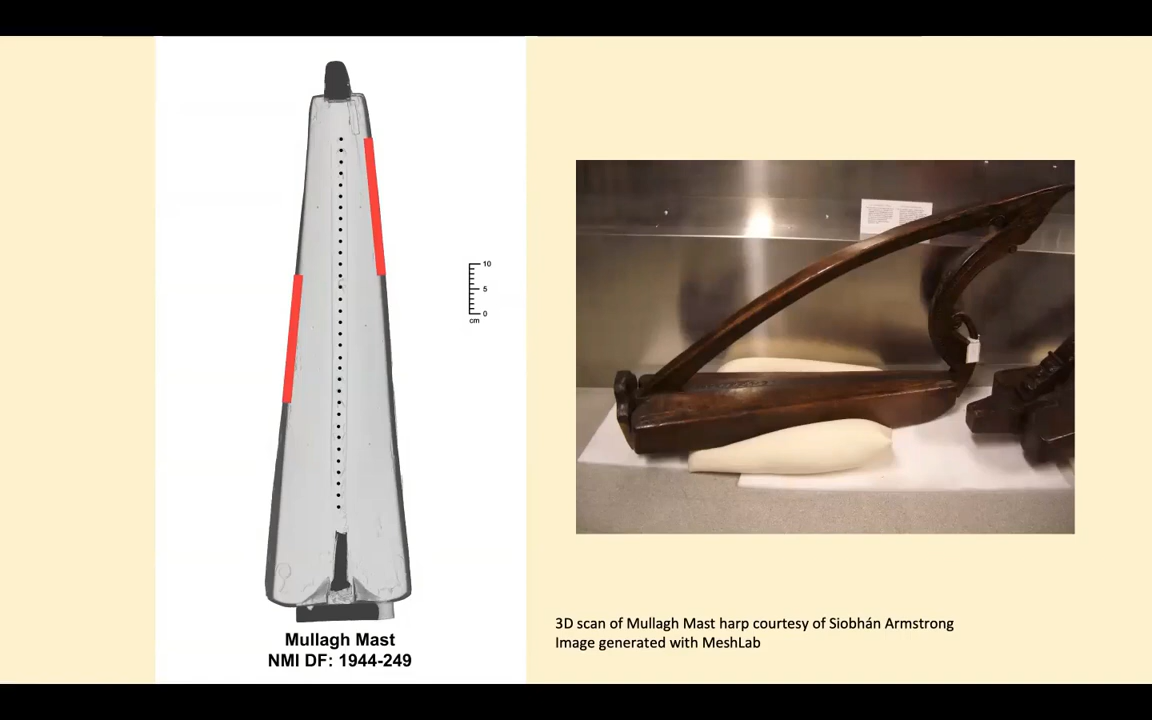 10
5
0
cm
Mullagh Mast
NMI DF: 1944-249
3D scan of Mullagh Mast harp courtesy of Siobhán Armstrong
Image generated with MeshLab